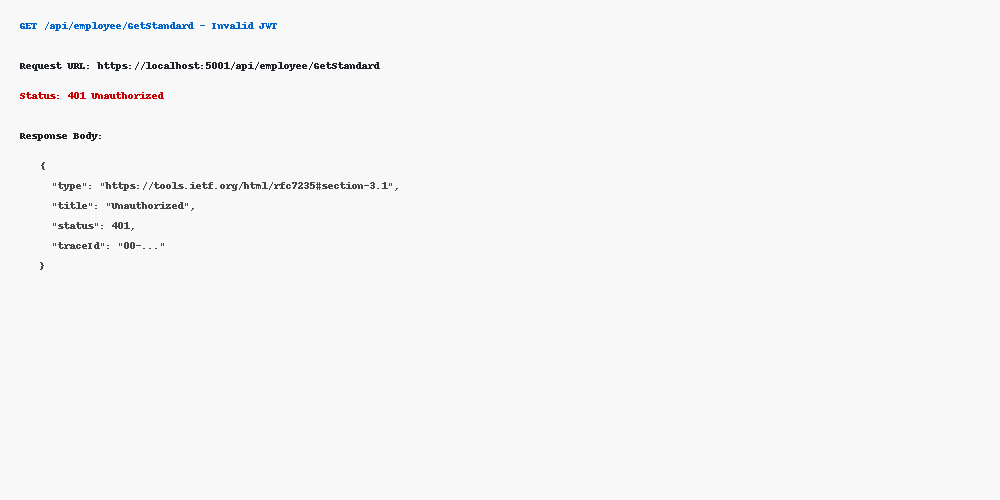 GET /api/employee/GetStandard - Invalid JWT
Request URL: https://localhost:5001/api/employee/GetStandard
Status: 401 Unauthorized
Response Body:
{
"type": "https://tools.ietf.org/html/rfc7235#section-3.1",
"title": "Unauthorized",
"status": 401,
"traceId": "00-..."
}